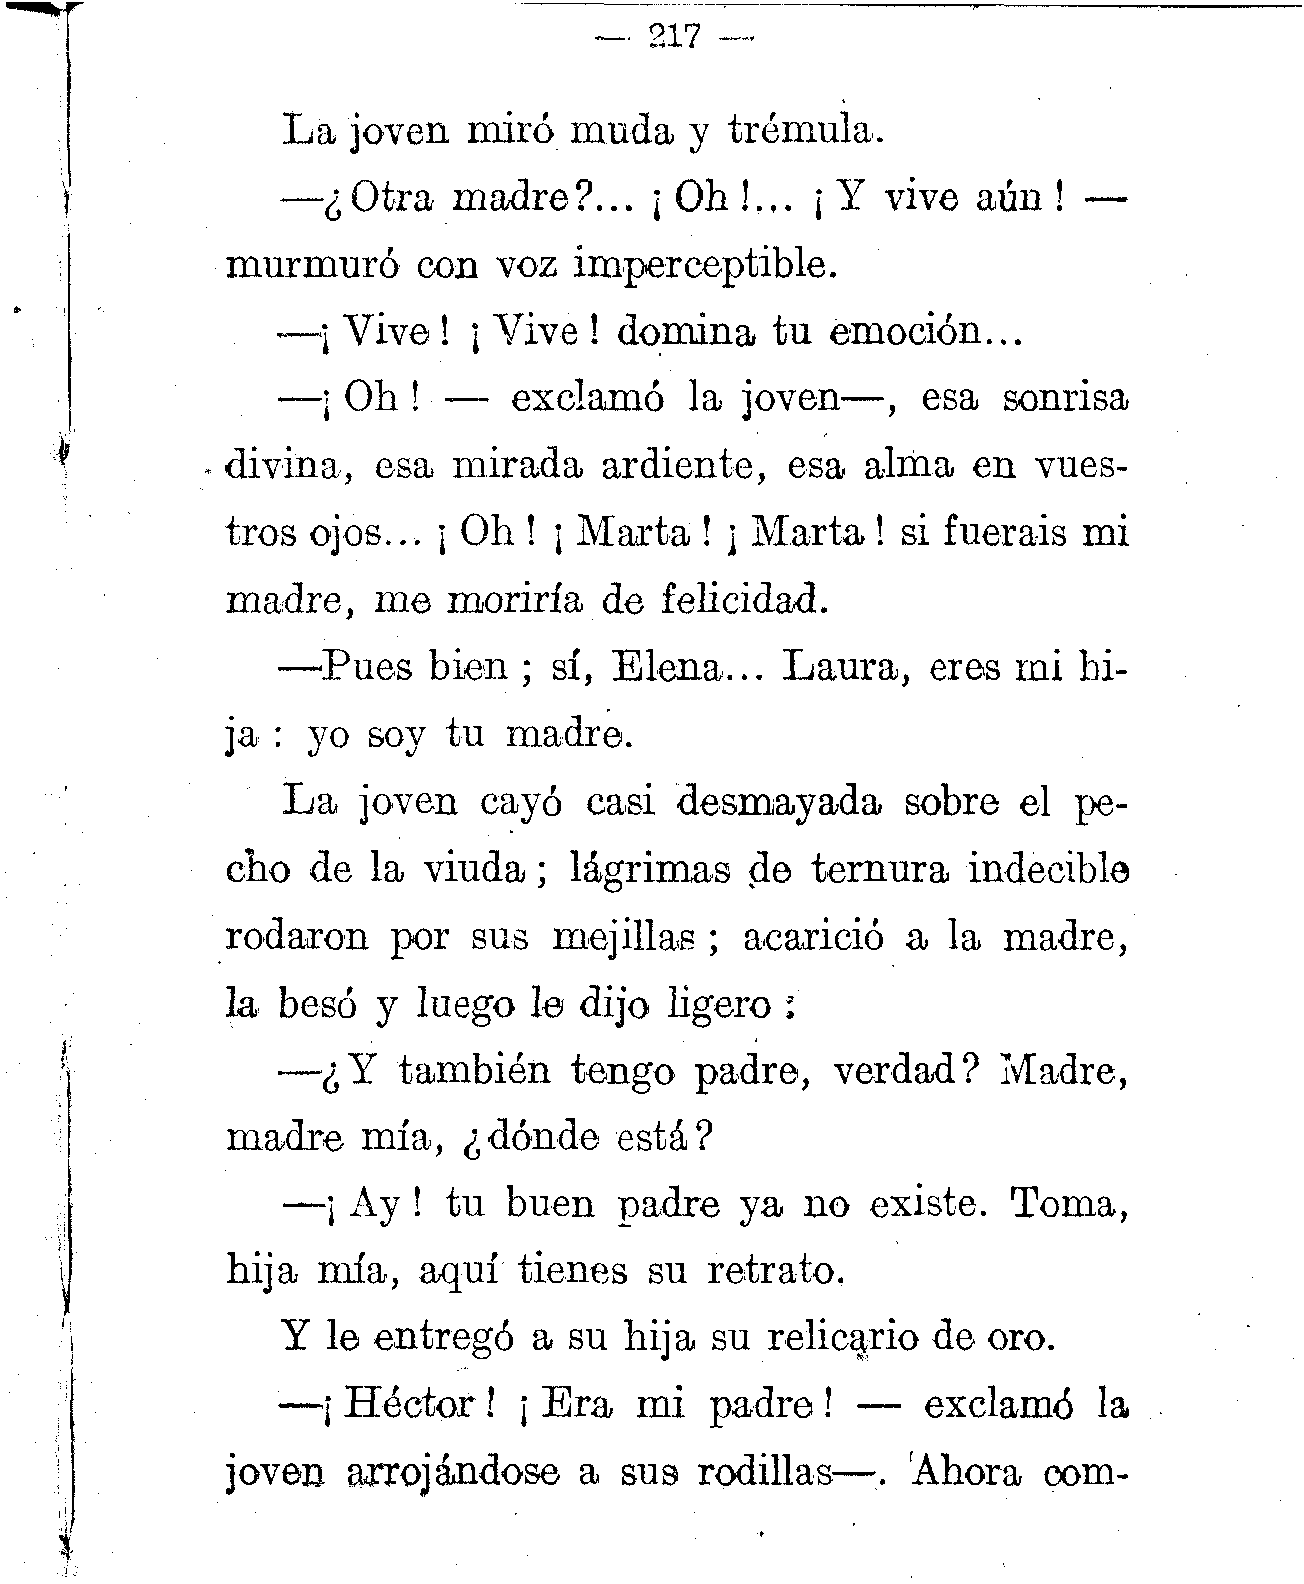 — 217 —
La joven miró muda y trémula.
—¿Otra madre?... ¡Oh!... ¡Y vive aún! —
murmuró con voz imperceptible.
—¡Vive! ¡Vive! domina tu emoción...
—¡Oh! — exclamó la joven—, esa sonrisa
divina, esa mirada ardiente, esa alma en vues-
tros ojos... ¡Oh! ¡Marta! ¡Marta! si fuerais mi
madre, me moriría de felicidad.
—Pues bien; sí, Elena... Laura, eres mi hi-
ja: yo soy tu madre.
La joven cayó casi desmayada sobre el pe-
cho de la viuda; lágrimas de ternura indecible
rodaron por sus mejillas; acarició a la madre,
la besó y luego le dijo ligero:
—¿Y también tengo padre, verdad? Madre,
madre mía, ¿dónde está?
—¡Ay! tu buen padre ya no existe. Toma,
hija mía, aquí tienes su retrato.
Y le entregó a su hija su relicario de oro.
—¡Héctor! ¡Era mi padre! — exclamó la
joven arrojándose a sus rodillas—. Ahora com-